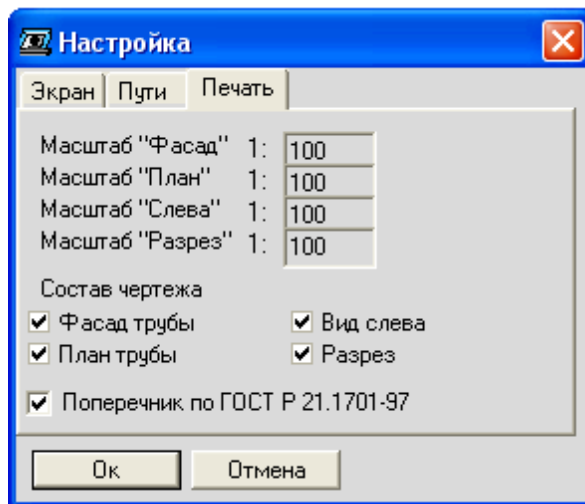 Настройка
Экран Пути Печать
Масштаб "Фасад" 1: 100
Масштаб "План" 1: 100
Масштаб "Слева" 1: 100
Масштаб "Разрез" 1: 100
Состав чертежа
Фасад трубы Вид слева
План трубы Разрез
Поперечник по ГОСТ Р 21.1701-97
Ок Отмена